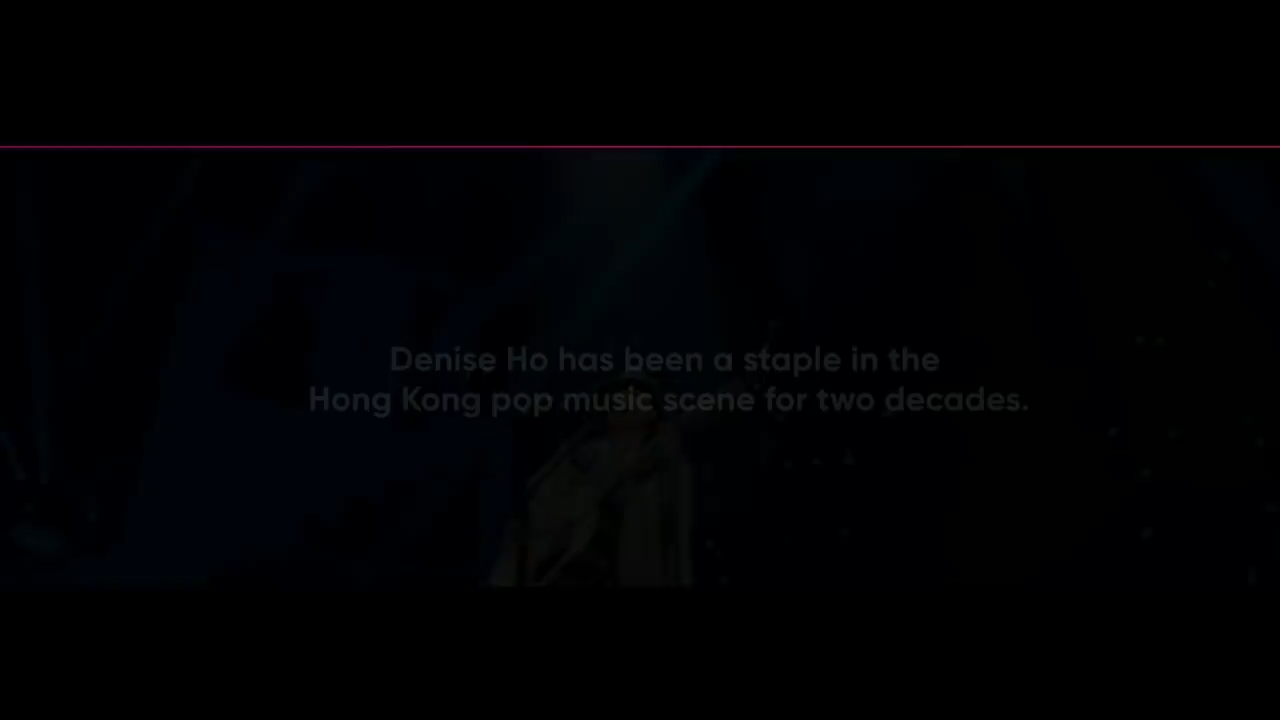 Denise Ho has been a staple in the
Hong Kong pop music scene for two decades.